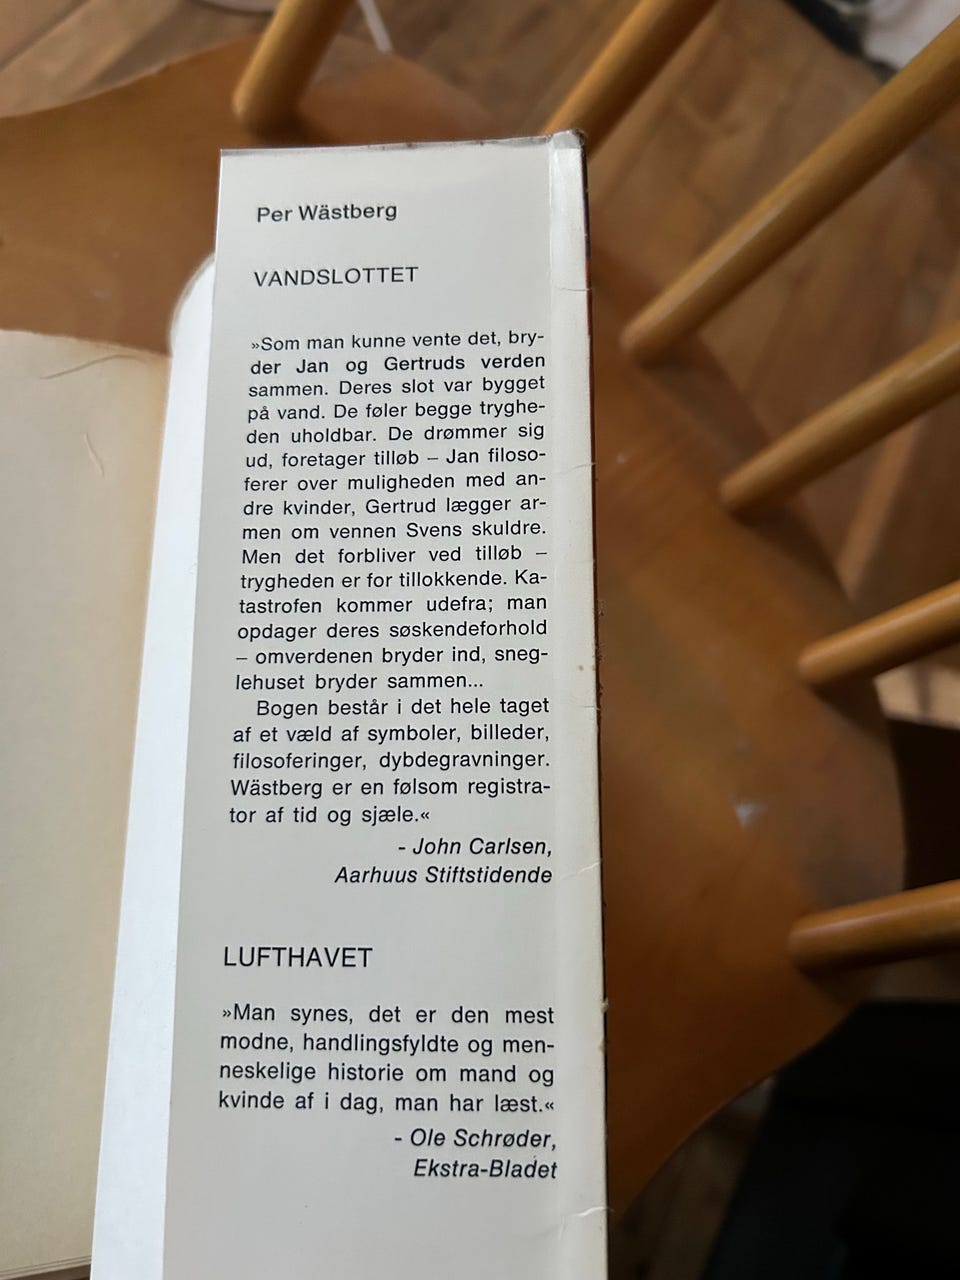 Per Wästberg
VANDSLOTTET
»Som man kunne vente det, bry-
der Jan og Gertruds verden
sammen. Deres slot var bygget
på vand. De føler begge trygheden
den uholdbar. De drømmer sig
ud, foretager tilløb – Jan filoso-
ferer over muligheden med an-
dre kvinder, Gertrud lægger ar-
men om vennen Svens skuldre.
Men det forbliver ved tilløb –
trygheden er for tillokkende. Ka-
tastrofen kommer udefra; man
opdager deres søskendeforhold
– omverdenen bryder ind, sneg-
lehuset bryder sammen...
Bogen består i det hele taget
af et væld af symboler, billeder,
filosoferinger, dybdegravninger.
Wästberg er en følsom registra-
tor af tid og sjæle.«
- John Carlsen,
Aarhuus Stiftstidende
LUFTHAVET
»Man synes, det er den mest
modne, handlingsfyldte og men-
neskelige historie om mand og
kvinde af i dag, man har læst.«
- Ole Schrøder,
Ekstra-Bladet